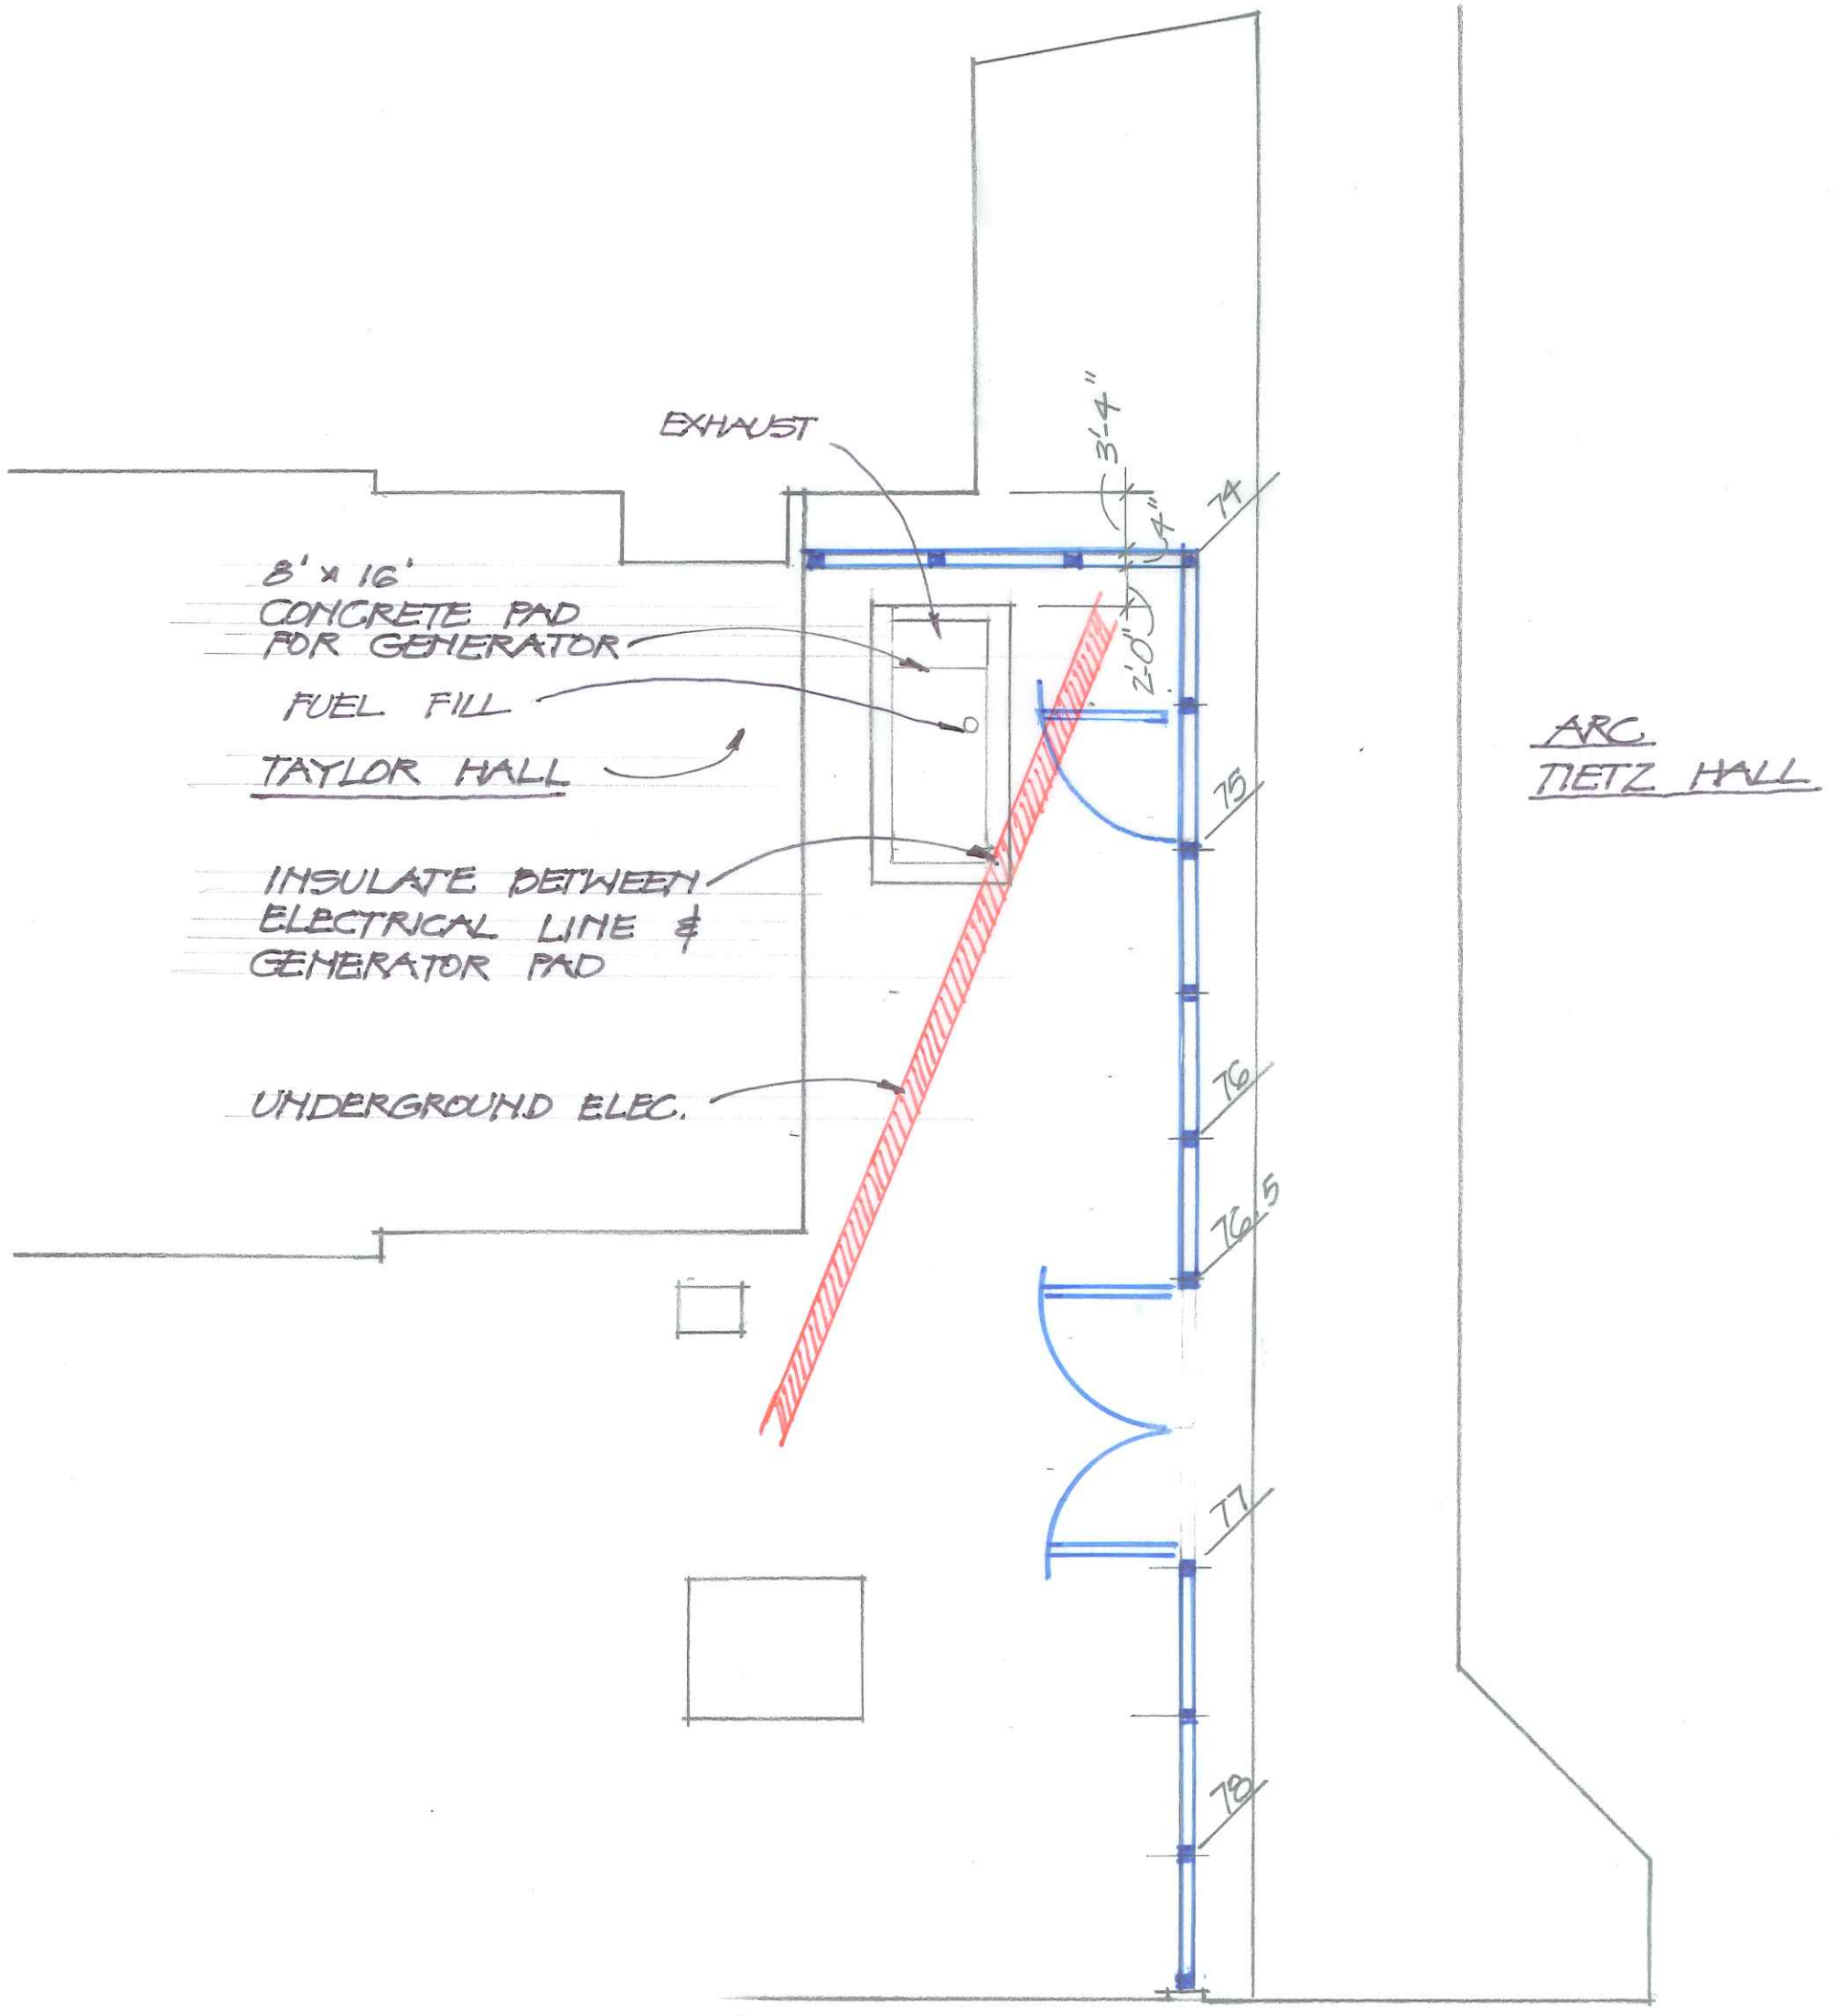 EXHAUST
3'-4"
74
4"
8' x 16'
CONCRETE PAD
FOR GENERATOR
2'-0"
FUEL FILL
TAYLOR HALL
ARC
TIETZ HALL
75
INSULATE BETWEEN
ELECTRICAL LINE &
GENERATOR PAD
76
UNDERGROUND ELEC.
76.5
77
78